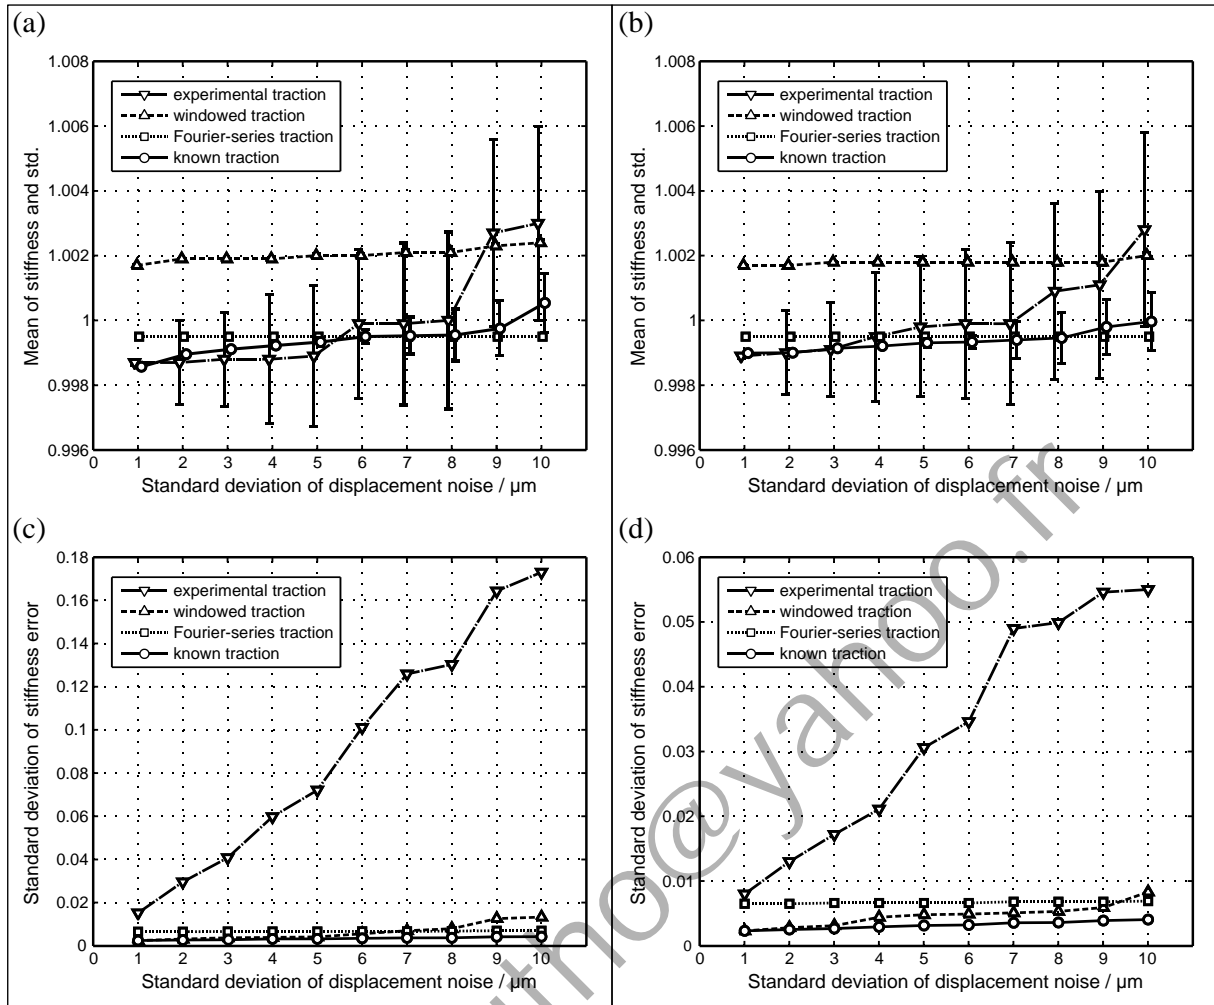 (a)
1.008
1.006
1.004
1.002
1
0.998
0.996
0 1 2 3 4 5 6 7 8 9 10
Mean of stiffness and std.
Standard deviation of displacement noise / µm
experimental traction
windowed traction
Fourier-series traction
known traction
(b)
1.008
1.006
1.004
1.002
1
0.998
0.996
0 1 2 3 4 5 6 7 8 9 10
Mean of stiffness and std.
Standard deviation of displacement noise / µm
experimental traction
windowed traction
Fourier-series traction
known traction
(c)
0.18
0.16
0.14
0.12
0.1
0.08
0.06
0.04
0.02
0
0 1 2 3 4 5 6 7 8 9 10
Standard deviation of stiffness error
Standard deviation of displacement noise / µm
experimental traction
windowed traction
Fourier-series traction
known traction
(d)
0.06
0.05
0.04
0.03
0.02
0.01
0
0 1 2 3 4 5 6 7 8 9 10
Standard deviation of stiffness error
Standard deviation of displacement noise / µm
experimental traction
windowed traction
Fourier-series traction
known traction